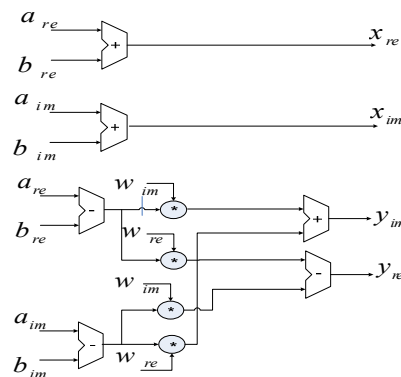 a re
+
x re
b re
a im
+
x im
b im
a re
-
w im
*
+
y im
b re
w re
*
-
y re
w im
*
a im
-
w re
*
b im